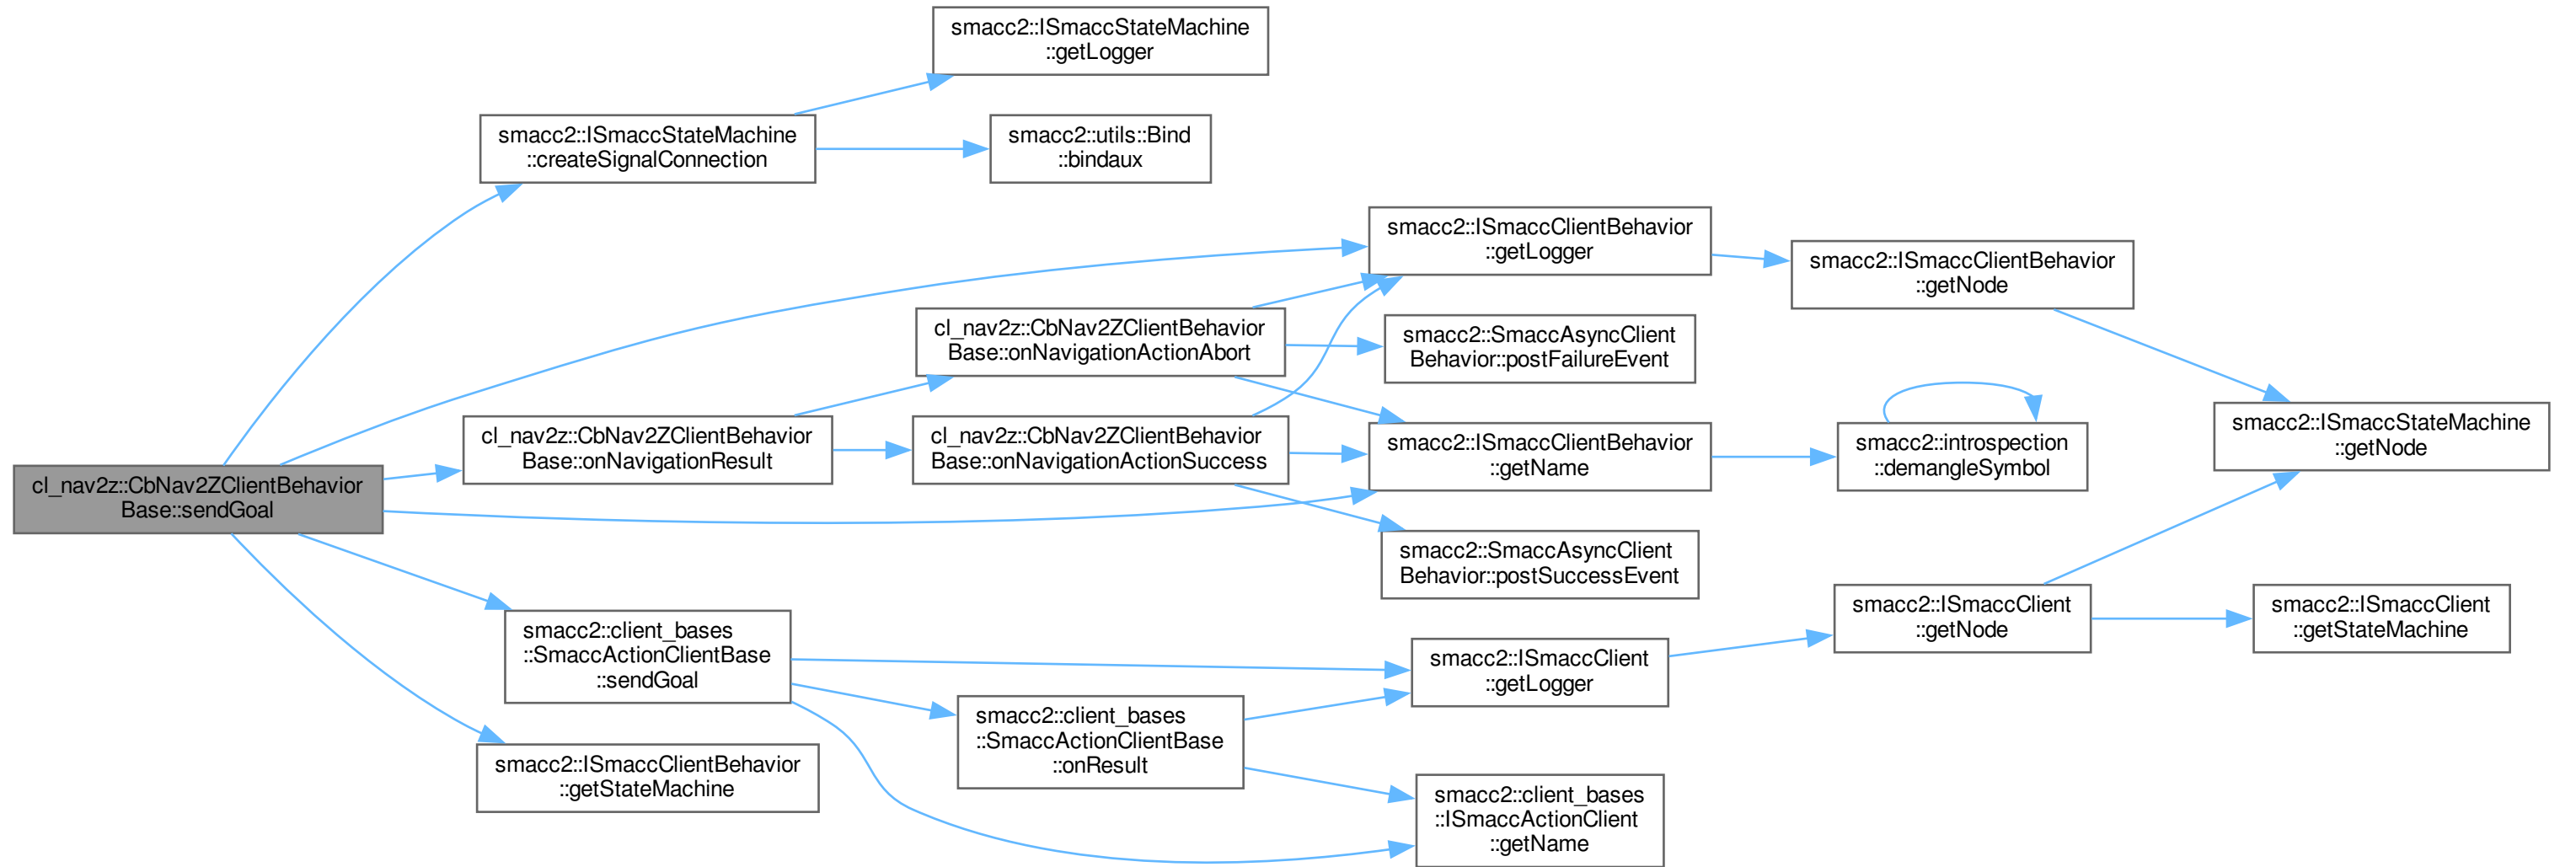 smacc2::ISmaccStateMachine
::getLogger
smacc2::ISmaccStateMachine
::createSignalConnection
smacc2::utils::Bind
::bindaux
smacc2::ISmaccClientBehavior
::getLogger
smacc2::ISmaccClientBehavior
::getNode
cl_nav2z::CbNav2ZClientBehavior
Base::onNavigationActionAbort
smacc2::SmaccAsyncClient
Behavior::postFailureEvent
cl_nav2z::CbNav2ZClientBehavior
Base::onNavigationResult
cl_nav2z::CbNav2ZClientBehavior
Base::onNavigationActionSuccess
smacc2::ISmaccClientBehavior
::getName
smacc2::introspection
::demangleSymbol
smacc2::ISmaccStateMachine
::getNode
cl_nav2z::CbNav2ZClientBehavior
Base::sendGoal
smacc2::SmaccAsyncClient
Behavior::postSuccessEvent
smacc2::client_bases
::SmaccActionClientBase
::sendGoal
smacc2::ISmaccClient
::getLogger
smacc2::ISmaccClient
::getNode
smacc2::ISmaccClient
::getStateMachine
smacc2::client_bases
::SmaccActionClientBase
::onResult
smacc2::ISmaccClientBehavior
::getStateMachine
smacc2::client_bases
::ISmaccActionClient
::getName